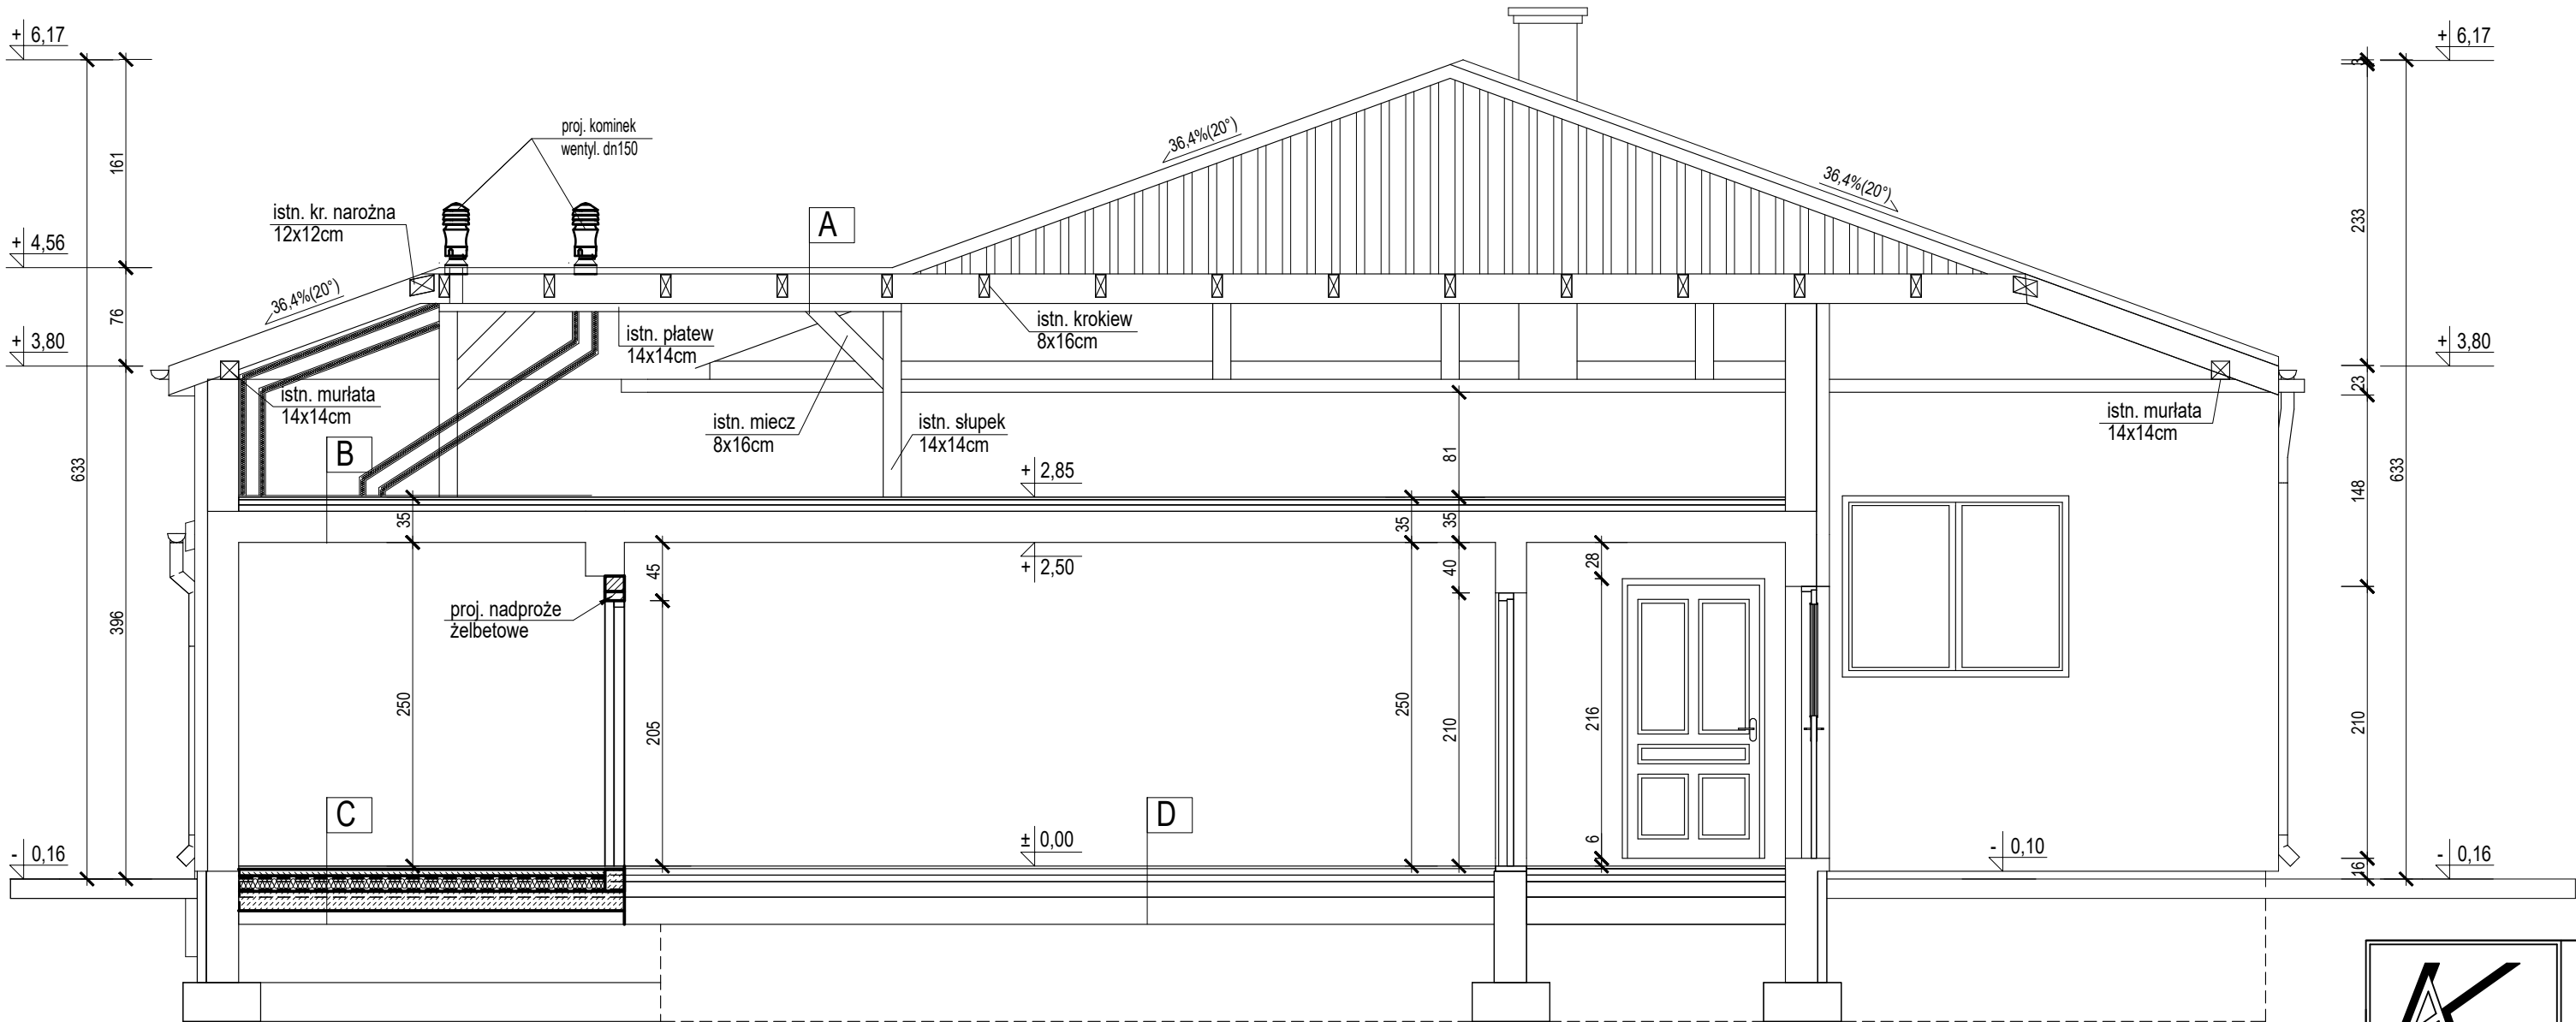 + 6,17
+ 6,17
633
161
76
396
+ 4,56
+ 3,80
- 0,16
proj. kominek
wentyl. dn150
istn. kr. narożna
12x12cm
A
36,4%(20°)
36,4%(20°)
36,4%(20°)
istn. płatew
14x14cm
istn. krokiew
8x16cm
istn. murłata
14x14cm
B
istn. miecz
8x16cm
istn. słupek
14x14cm
istn. murłata
14x14cm
+ 2,85
81
35
35
35
+ 2,50
45
40
28
proj. nadproże
żelbetowe
250
205
250
210
216
6
C
D
± 0,00
- 0,10
3
233
+ 3,80
23
148
633
210
16
- 0,16